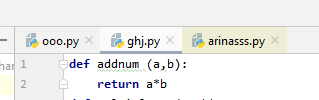 ooo.py ghj.py arinasss.py
1 def addnum (a,b):
2 return a*b